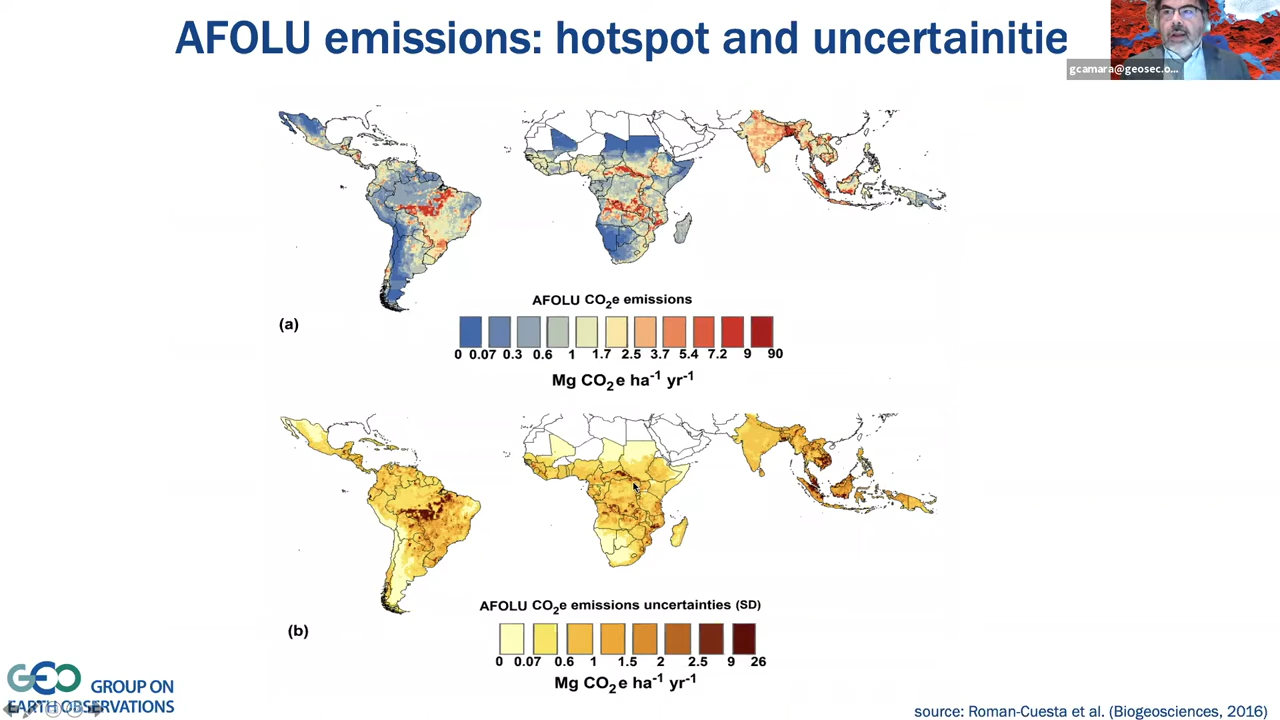 AFOLU emissions: hotspot and uncertainitie
gcamara@geosec.o...
AFOLU CO₂e emissions
(a)
0 0.07 0.3 0.6 1 1.7 2.5 3.7 5.4 7.2 9 90
Mg CO₂e ha⁻¹ yr⁻¹
AFOLU CO₂e emissions uncertainties (SD)
(b)
0 0.07 0.6 1 1.5 2 2.5 9 26
Mg CO₂e ha⁻¹ yr⁻¹
GEO GROUP ON
EARTH OBSERVATIONS
source: Roman-Cuesta et al. (Biogeosciences, 2016)